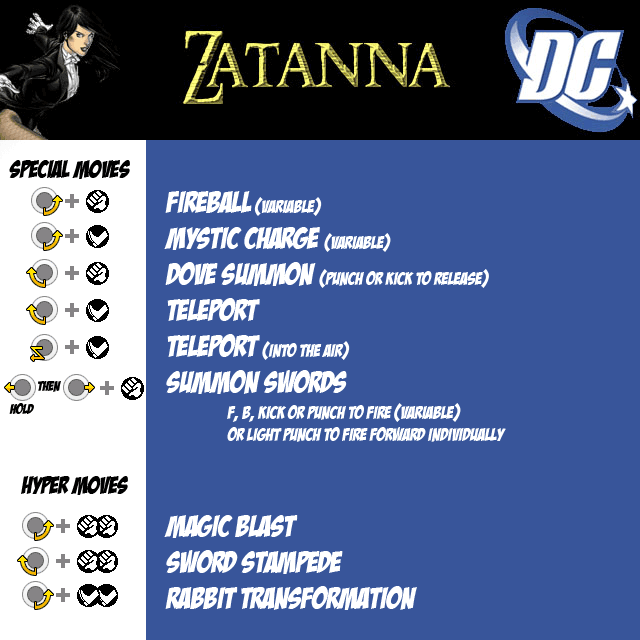 ZATANNA
DC
SPECIAL MOVES
+ FIREBALL (VARIABLE)
+ MYSTIC CHARGE (VARIABLE)
+ DOVE SUMMON (PUNCH OR KICK TO RELEASE)
+ TELEPORT
+ TELEPORT (INTO THE AIR)
THEN + SUMMON SWORDS
HOLD
F, B, KICK OR PUNCH TO FIRE (VARIABLE)
OR LIGHT PUNCH TO FIRE FORWARD INDIVIDUALLY
HYPER MOVES
+ MAGIC BLAST
+ SWORD STAMPEDE
+ RABBIT TRANSFORMATION